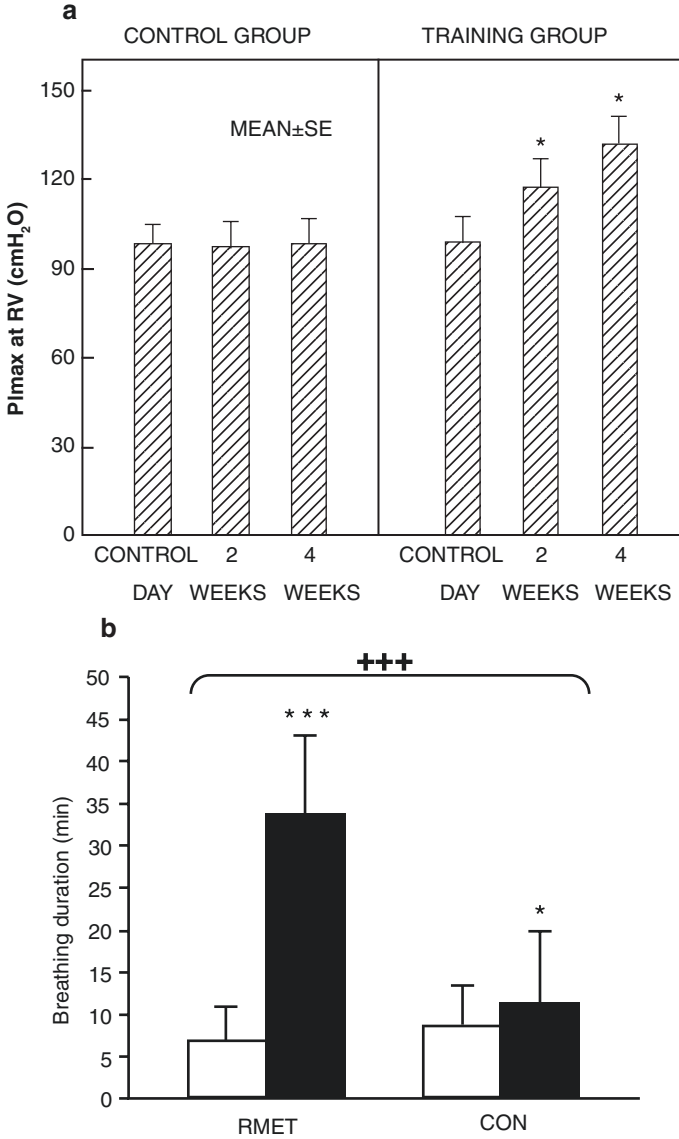 a
CONTROL GROUP
TRAINING GROUP
MEAN±SE
PImax at RV (cmH₂O)
150
120
90
60
30
0
CONTROL 2 4
DAY WEEKS WEEKS
CONTROL 2 4
DAY WEEKS WEEKS
*
*
b
+++
* * *
*
Breathing duration (min)
50
45
40
35
30
25
20
15
10
5
0
RMET
CON